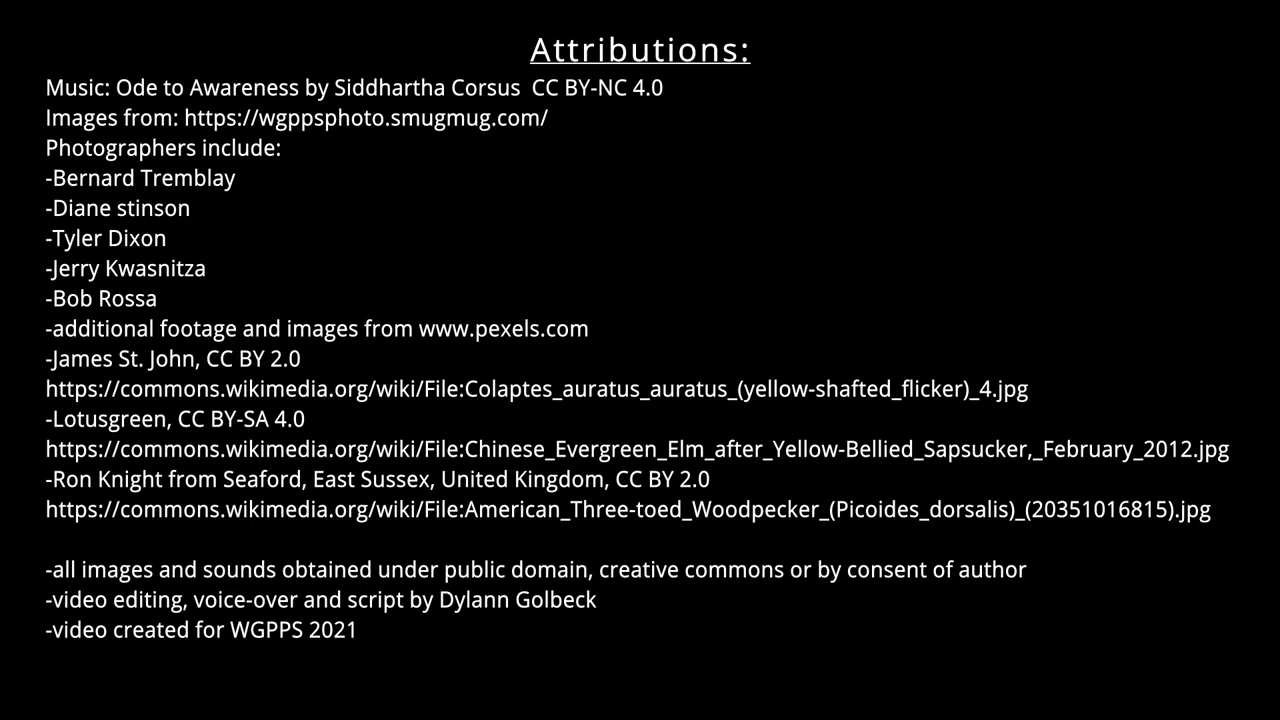 Attributions:
Music: Ode to Awareness by Siddhartha Corsus  CC BY-NC 4.0
Images from: https://wgppsphoto.smugmug.com/
Photographers include:
-Bernard Tremblay
-Diane stinson
-Tyler Dixon
-Jerry Kwasnitza
-Bob Rossa
-additional footage and images from www.pexels.com
-James St. John, CC BY 2.0
https://commons.wikimedia.org/wiki/File:Colaptes_auratus_auratus_(yellow-shafted_flicker)_4.jpg
-Lotusgreen, CC BY-SA 4.0
https://commons.wikimedia.org/wiki/File:Chinese_Evergreen_Elm_after_Yellow-Bellied_Sapsucker,_February_2012.jpg
-Ron Knight from Seaford, East Sussex, United Kingdom, CC BY 2.0
https://commons.wikimedia.org/wiki/File:American_Three-toed_Woodpecker_(Picoides_dorsalis)_(20351016815).jpg
-all images and sounds obtained under public domain, creative commons or by consent of author
-video editing, voice-over and script by Dylann Golbeck
-video created for WGPPS 2021